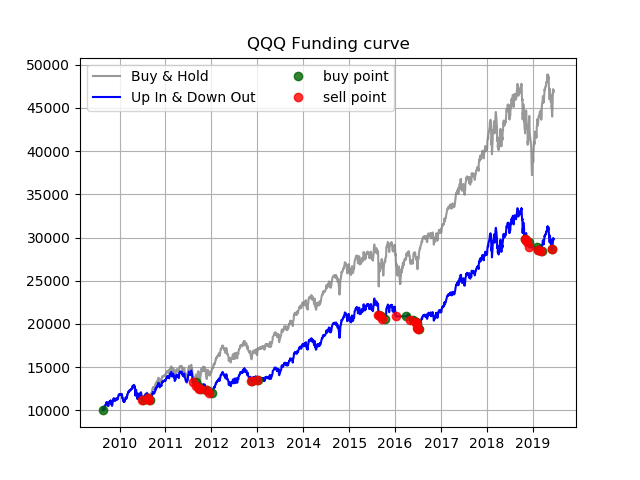 QQQ Funding curve
Buy & Hold
Up In & Down Out
buy point
sell point
50000
45000
40000
35000
30000
25000
20000
15000
10000
2010 2011 2012 2013 2014 2015 2016 2017 2018 2019